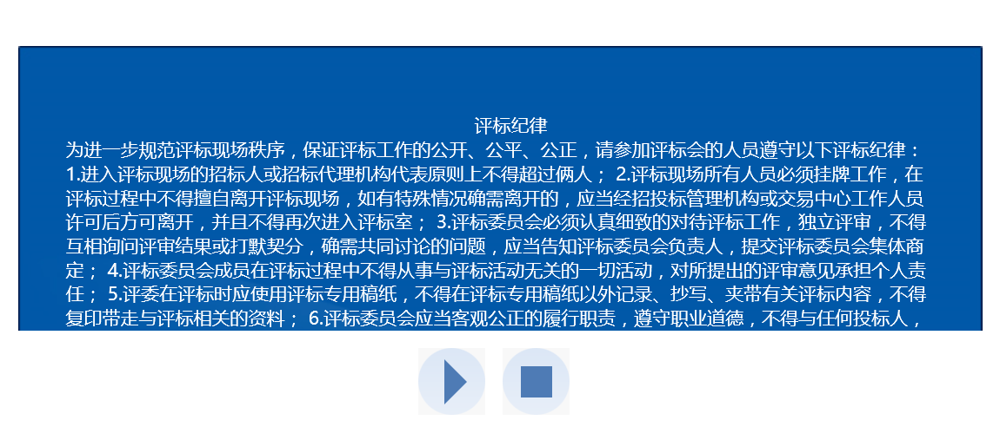 评标纪律
为进一步规范评标现场秩序，保证评标工作的公开、公平、公正，请参加评标会的人员遵守以下评标纪律：
1.进入评标现场的招标人或招标代理机构代表原则上不得超过俩人； 2.评标现场所有人员必须挂牌工作，在
评标过程中不得擅自离开评标现场，如有特殊情况确需离开的，应当经招投标管理机构或交易中心工作人员
许可后方可离开，并且不得再次进入评标室； 3.评标委员会必须认真细致的对待评标工作，独立评审，不得
互相询问评审结果或打默契分，确需共同讨论的问题，应当告知评标委员会负责人，提交评标委员会集体商
定； 4.评标委员会成员在评标过程中不得从事与评标活动无关的一切活动，对所提出的评审意见承担个人责
任； 5.评委在评标时应使用评标专用稿纸，不得在评标专用稿纸以外记录、抄写、夹带有关评标内容，不得
复印带走与评标相关的资料； 6.评标委员会应当客观公正的履行职责，遵守职业道德，不得与任何投标人，